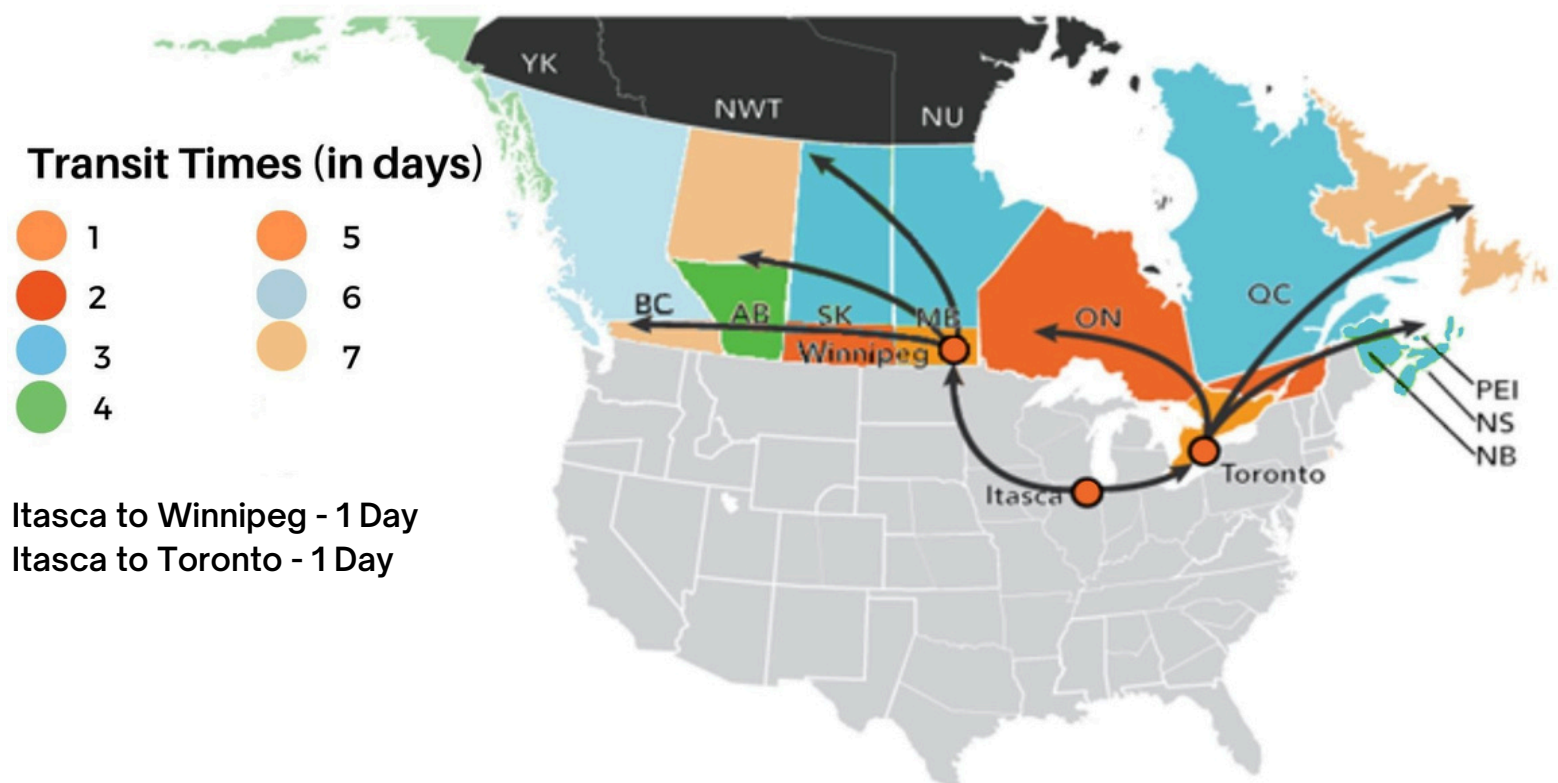 Transit Times (in days)
1
5
2
6
3
7
4
Itasca to Winnipeg - 1 Day
Itasca to Toronto - 1 Day
YK
NWT
NU
BC
AB
SK
MB
ON
QC
Winnipeg
PEI
NS
NB
Toronto
Itasca